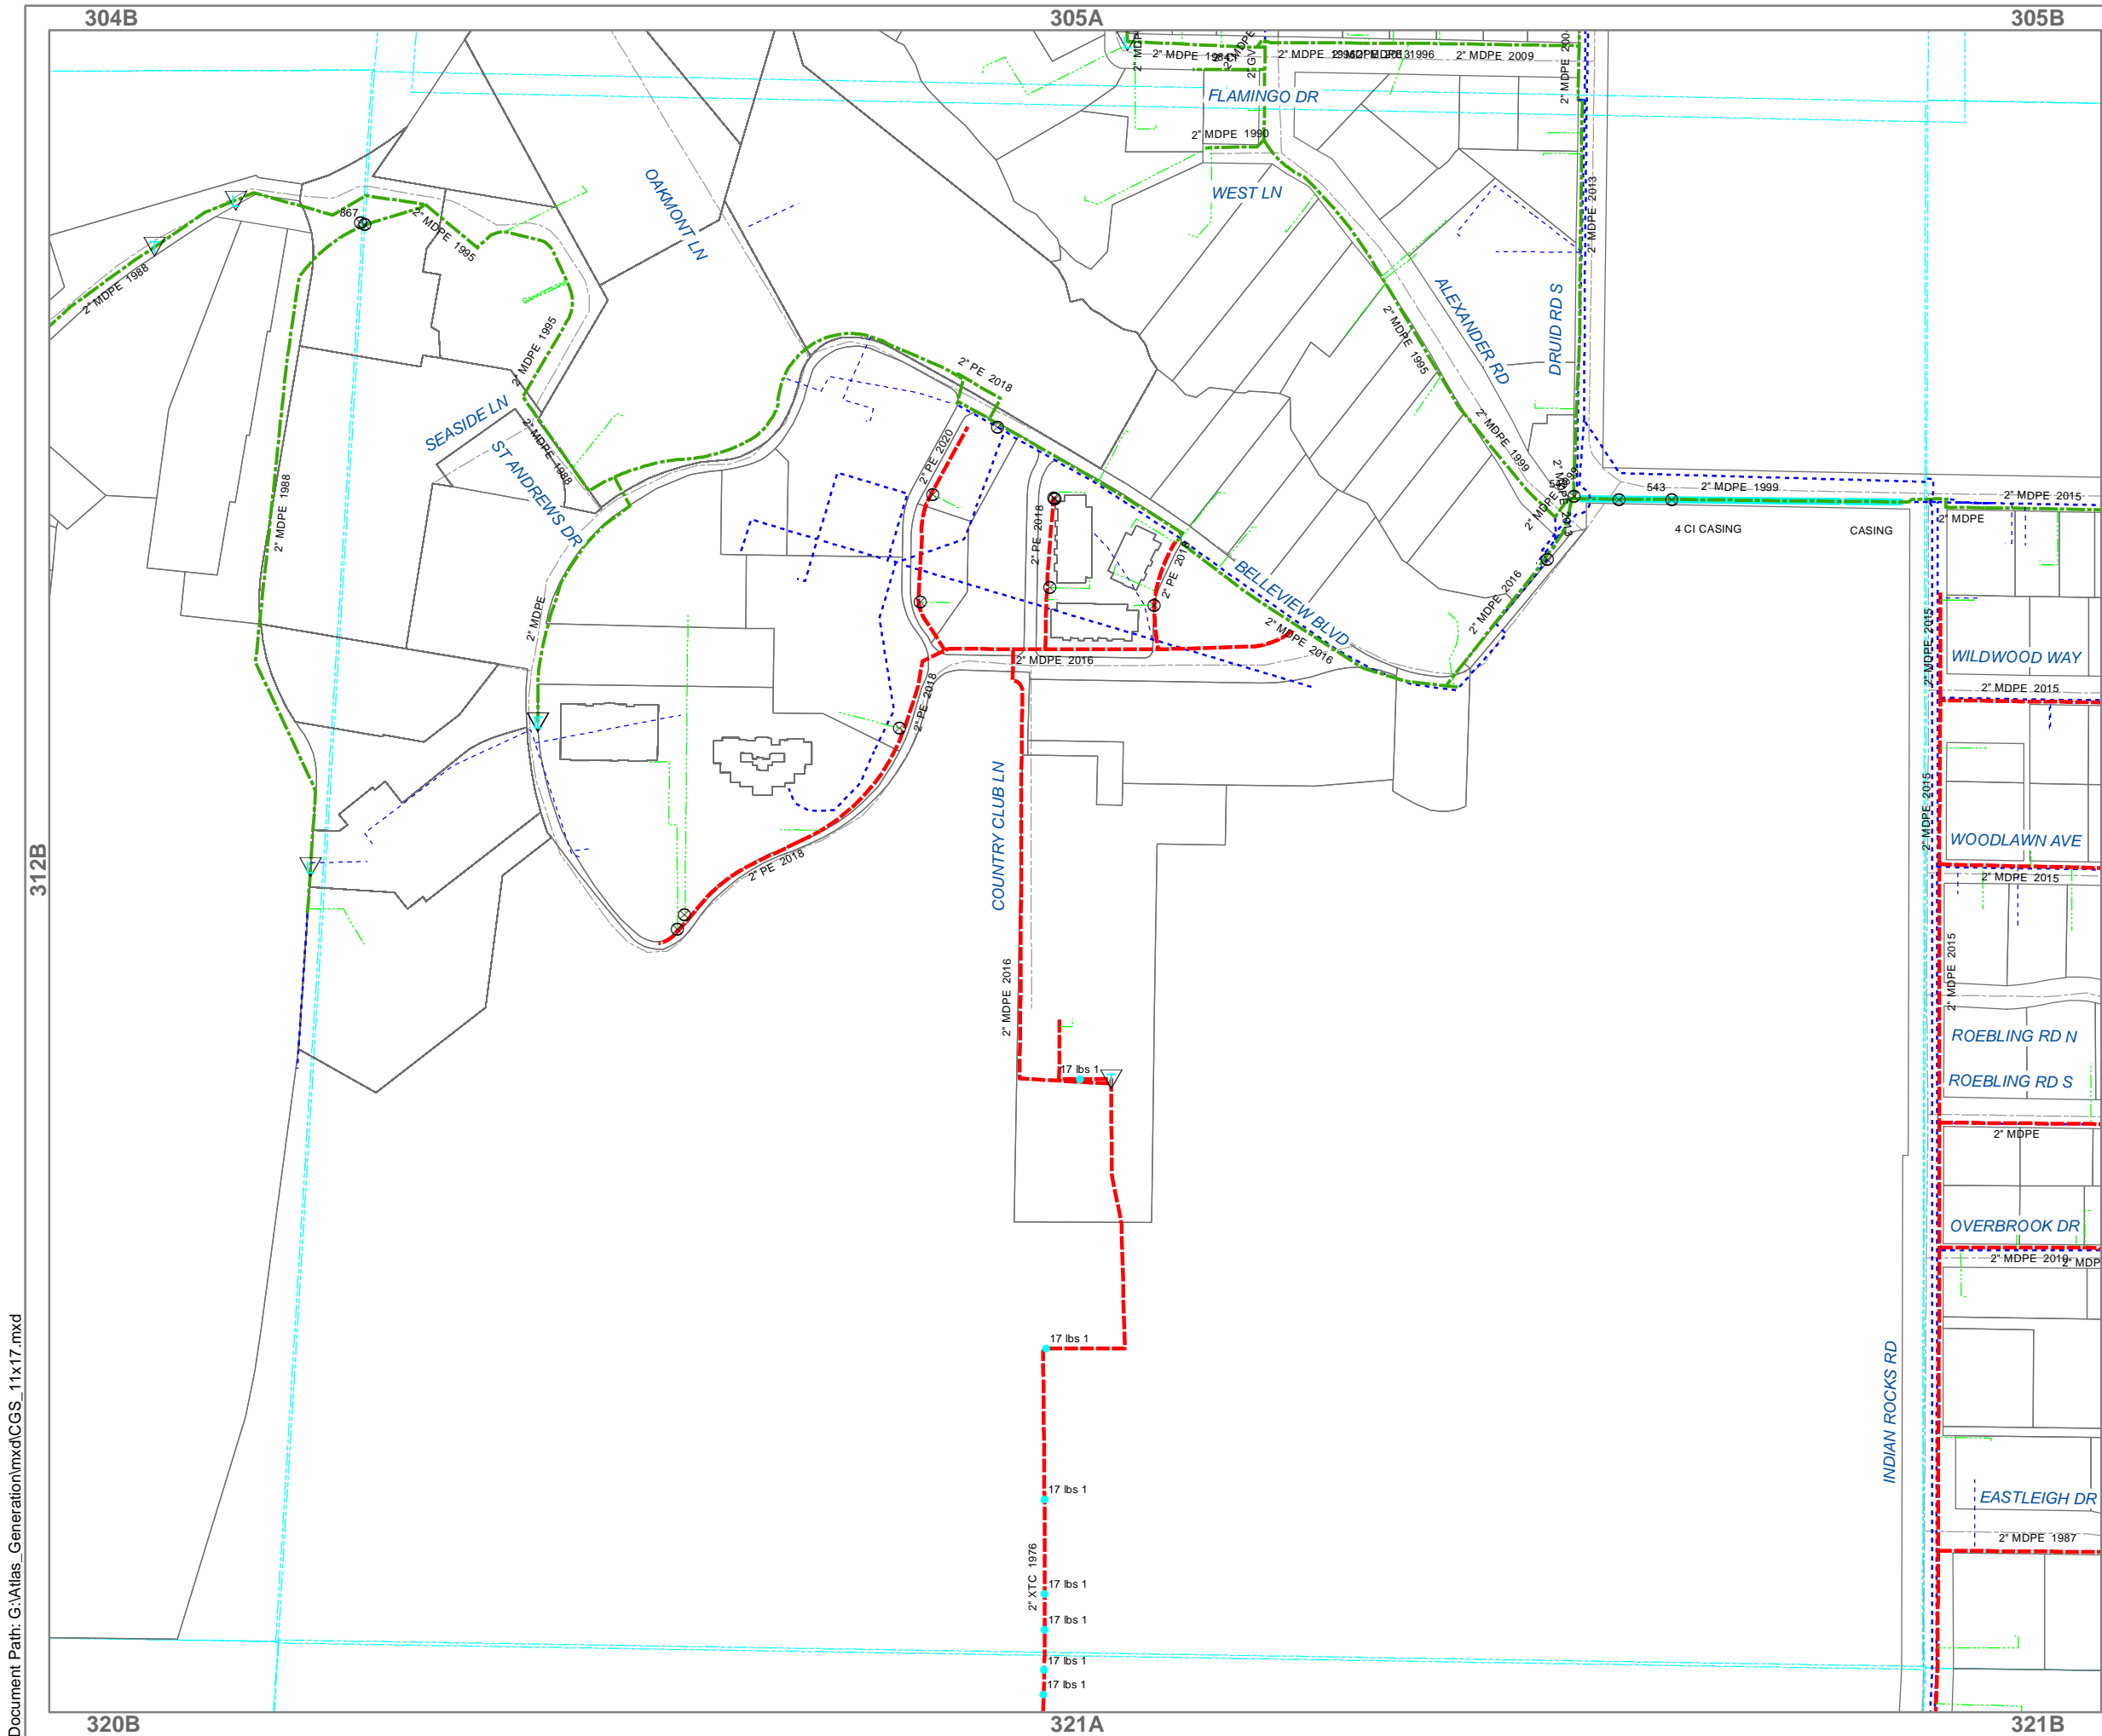 304B
305A
305B
2" MDPE 2009
FLAMINGO DR
2" MDPE 1990
WEST LN
OAKMONT LN
867
2" MDPE 1995
2" MDPE 1988
2" MDPE 2013
ALEXANDER RD
DRUID RD S
2" MDPE 1995
2" MDPE 1995
2" PE 2018
SEASIDE LN
2" MDPE 1988
ST ANDREWS DR
2" MDPE 1988
2" PE 2020
2" MDPE 1999
543
2" MDPE 1999
2" MDPE 2015
2" MDPE
4 CI CASING
CASING
2" PE 2018
2" PE 2018
BELLEVIEW BLVD
2" MDPE 2016
2" MDPE 2016
2" MDPE
2" MDPE 2016
2" MDPE 2015
WILDWOOD WAY
2" MDPE 2015
2" PE 2018
COUNTRY CLUB LN
2" MDPE 2015
WOODLAWN AVE
2" MDPE 2015
2" PE 2018
312B
2" MDPE 2016
2" MDPE 2015
ROEBLING RD N
17 lbs 1
ROEBLING RD S
2" MDPE
OVERBROOK DR
2" MDPE 2010
2" MDP
17 lbs 1
INDIAN ROCKS RD
17 lbs 1
EASTLEIGH DR
2" MDPE 1987
2" XTC 1976
17 lbs 1
17 lbs 1
17 lbs 1
17 lbs 1
Document Path: G:\Atlas_Generation\mxd\CGS_11x17.mxd
320B
321A
321B